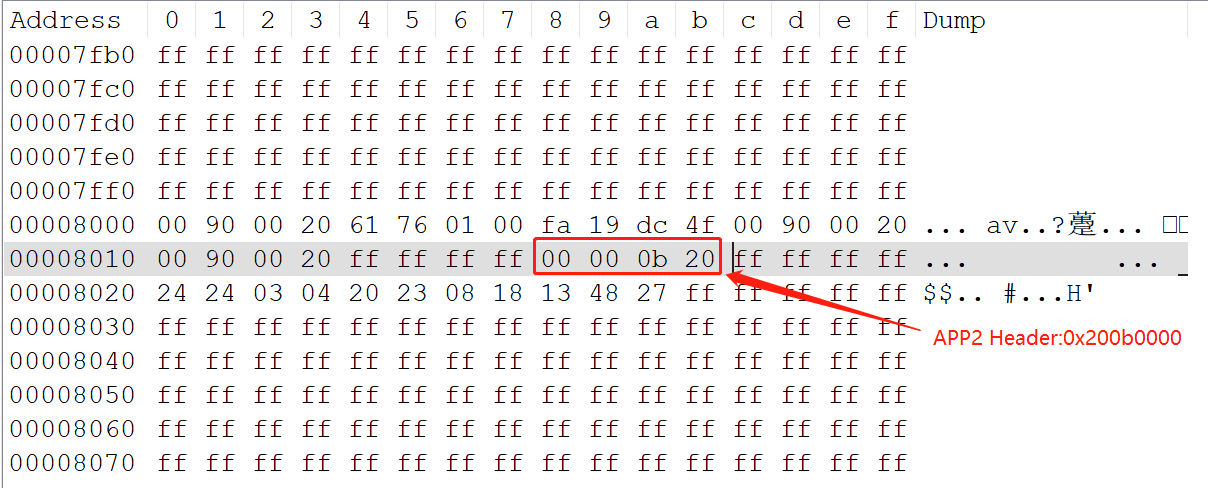 Address 0 1 2 3 4 5 6 7 8 9 a b c d e f Dump
00007fb0 ff ff ff ff ff ff ff ff ff ff ff ff ff ff ff ff
00007fc0 ff ff ff ff ff ff ff ff ff ff ff ff ff ff ff ff
00007fd0 ff ff ff ff ff ff ff ff ff ff ff ff ff ff ff ff
00007fe0 ff ff ff ff ff ff ff ff ff ff ff ff ff ff ff ff
00007ff0 ff ff ff ff ff ff ff ff ff ff ff ff ff ff ff ff
00008000 00 90 00 20 61 76 01 00 fa 19 dc 4f 00 90 00 20 ... av..?... □□
00008010 00 90 00 20 ff ff ff ff 00 00 0b 20 ff ff ff ff ... ... _
00008020 24 24 03 04 20 23 08 18 13 48 27 ff ff ff ff ff $$.. #...H'
00008030 ff ff ff ff ff ff ff ff ff ff ff ff ff ff ff ff
APP2 Header:0x200b0000
00008040 ff ff ff ff ff ff ff ff ff ff ff ff ff ff ff ff
00008050 ff ff ff ff ff ff ff ff ff ff ff ff ff ff ff ff
00008060 ff ff ff ff ff ff ff ff ff ff ff ff ff ff ff ff
00008070 ff ff ff ff ff ff ff ff ff ff ff ff ff ff ff ff